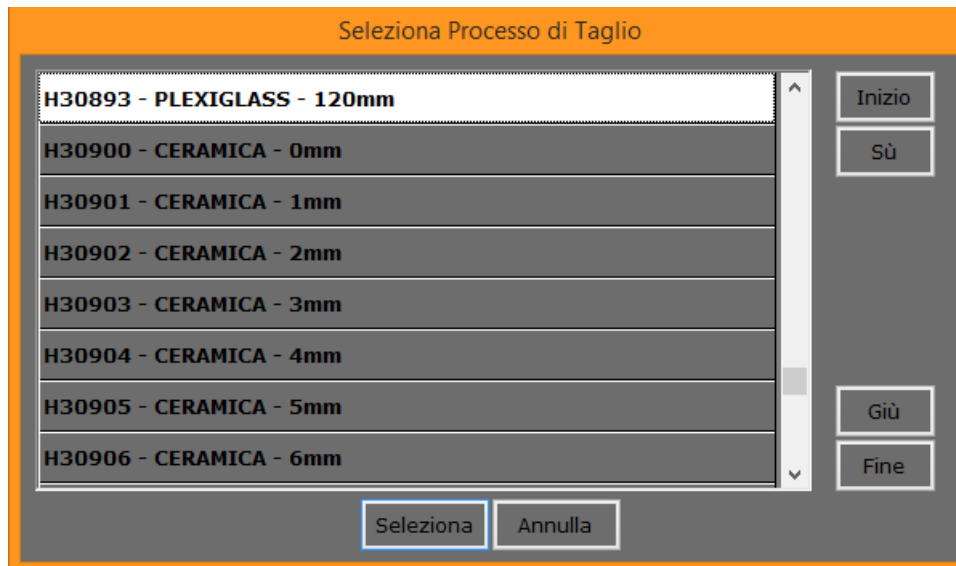 Seleziona Processo di Taglio
H30893 - PLEXIGLASS - 120mm
H30900 - CERAMICA - 0mm
H30901 - CERAMICA - 1mm
H30902 - CERAMICA - 2mm
H30903 - CERAMICA - 3mm
H30904 - CERAMICA - 4mm
H30905 - CERAMICA - 5mm
H30906 - CERAMICA - 6mm
Inizio
Sù
Giù
Fine
Seleziona
Annulla